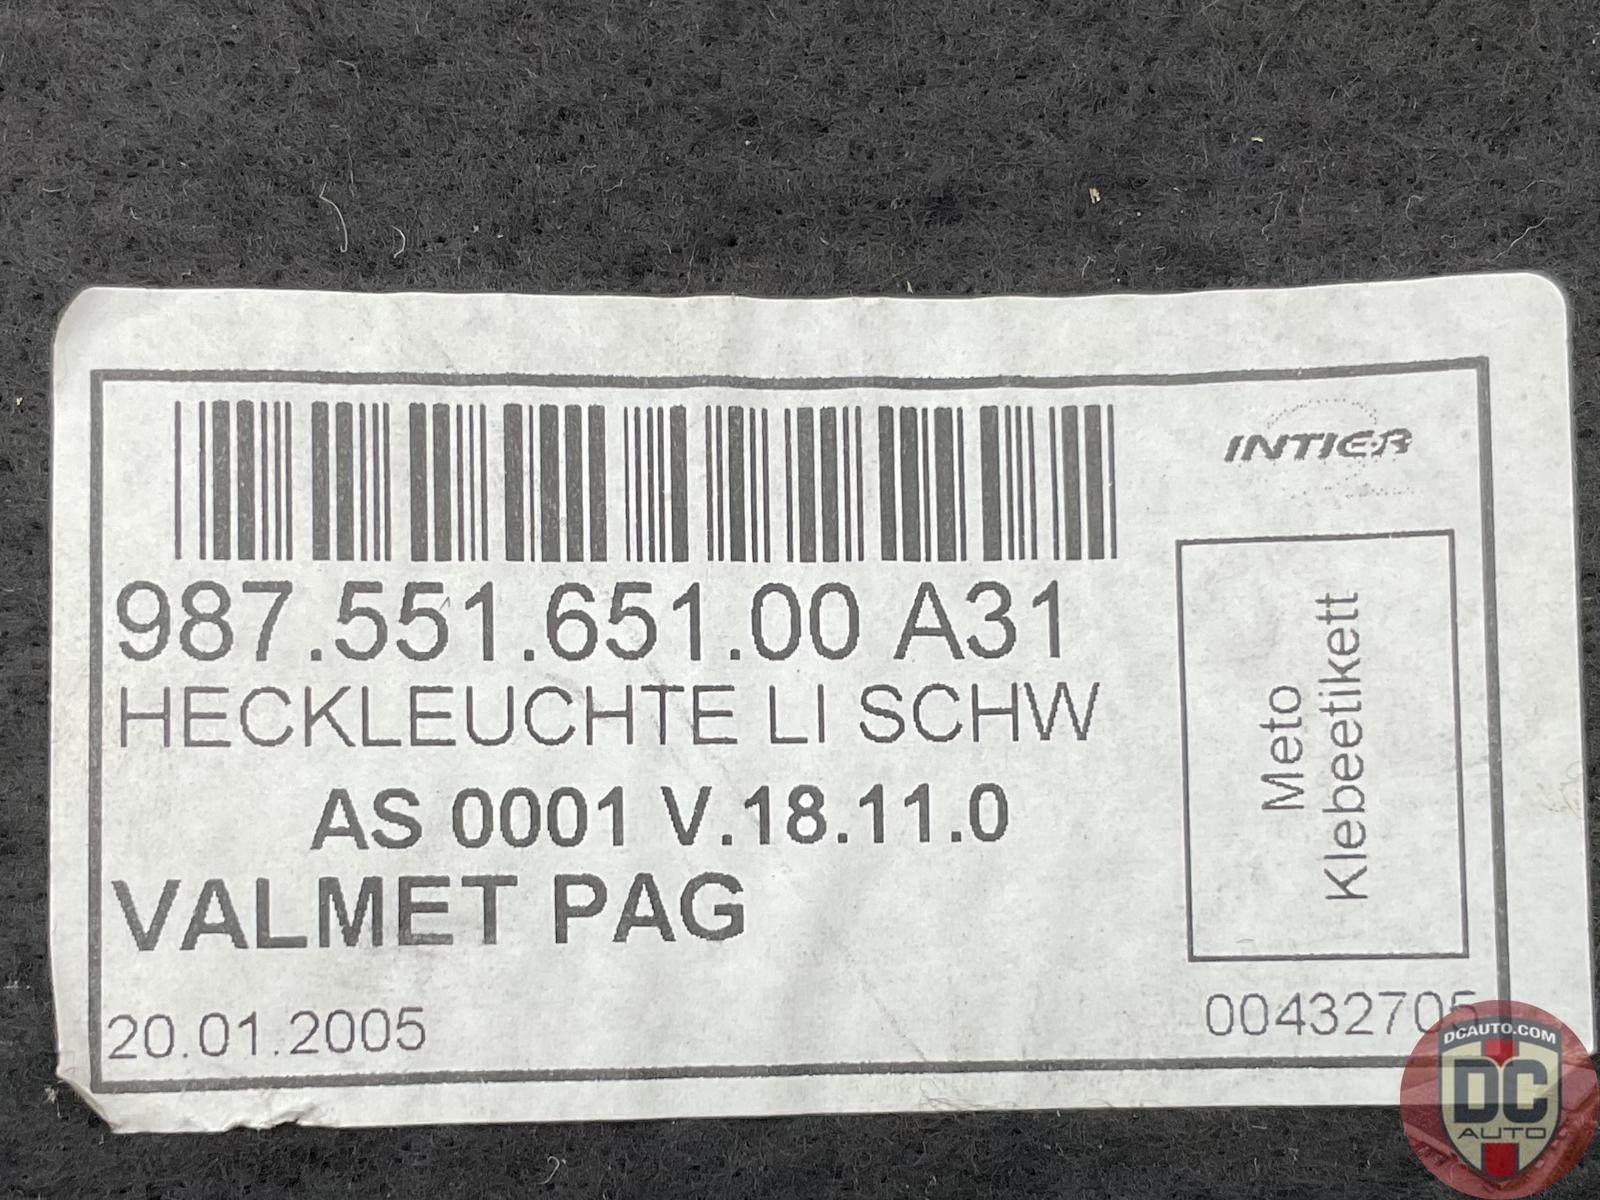 INTIER
987.551.651.00 A31
HECKLEUCHTE LI SCHW
AS 0001 V.18.11.0
VALMET PAG
Meto
Klebeetikett
20.01.2005
00432705
DCAUTO.COM
DC
AUTO